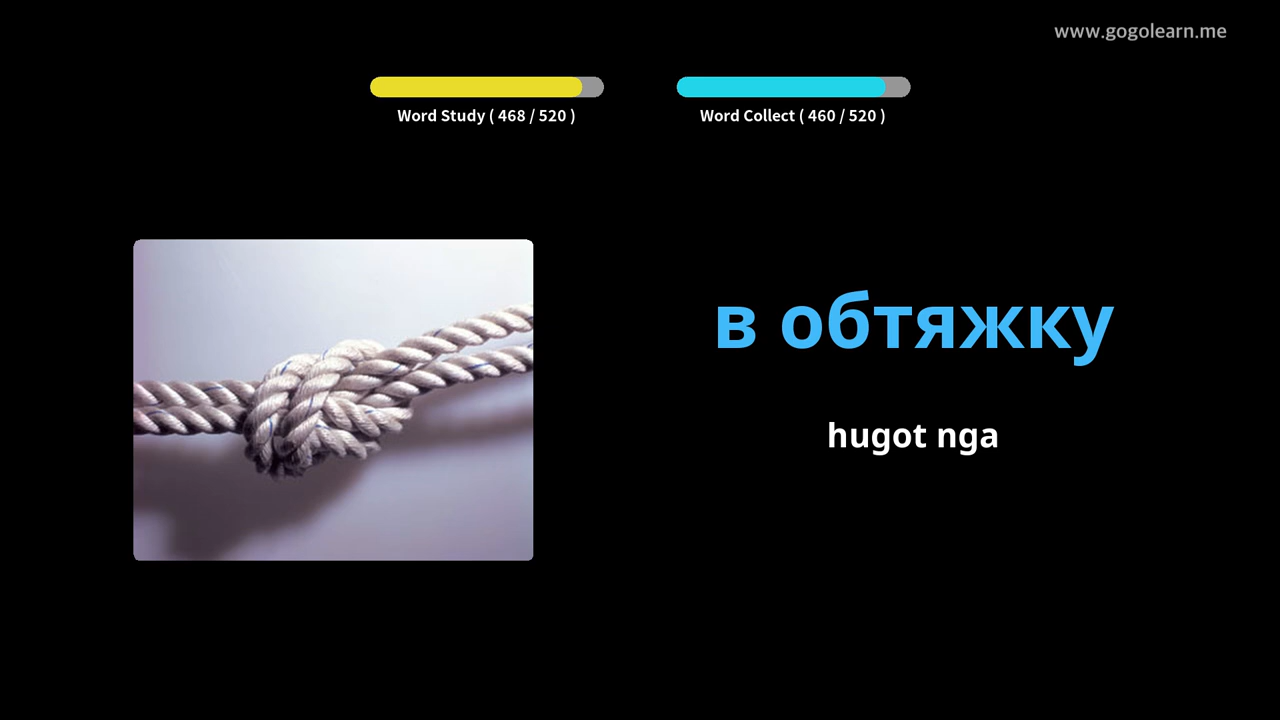 www.gogolearn.me
Word Study ( 468 / 520 )
Word Collect ( 460 / 520 )
в обтяжку
hugot nga